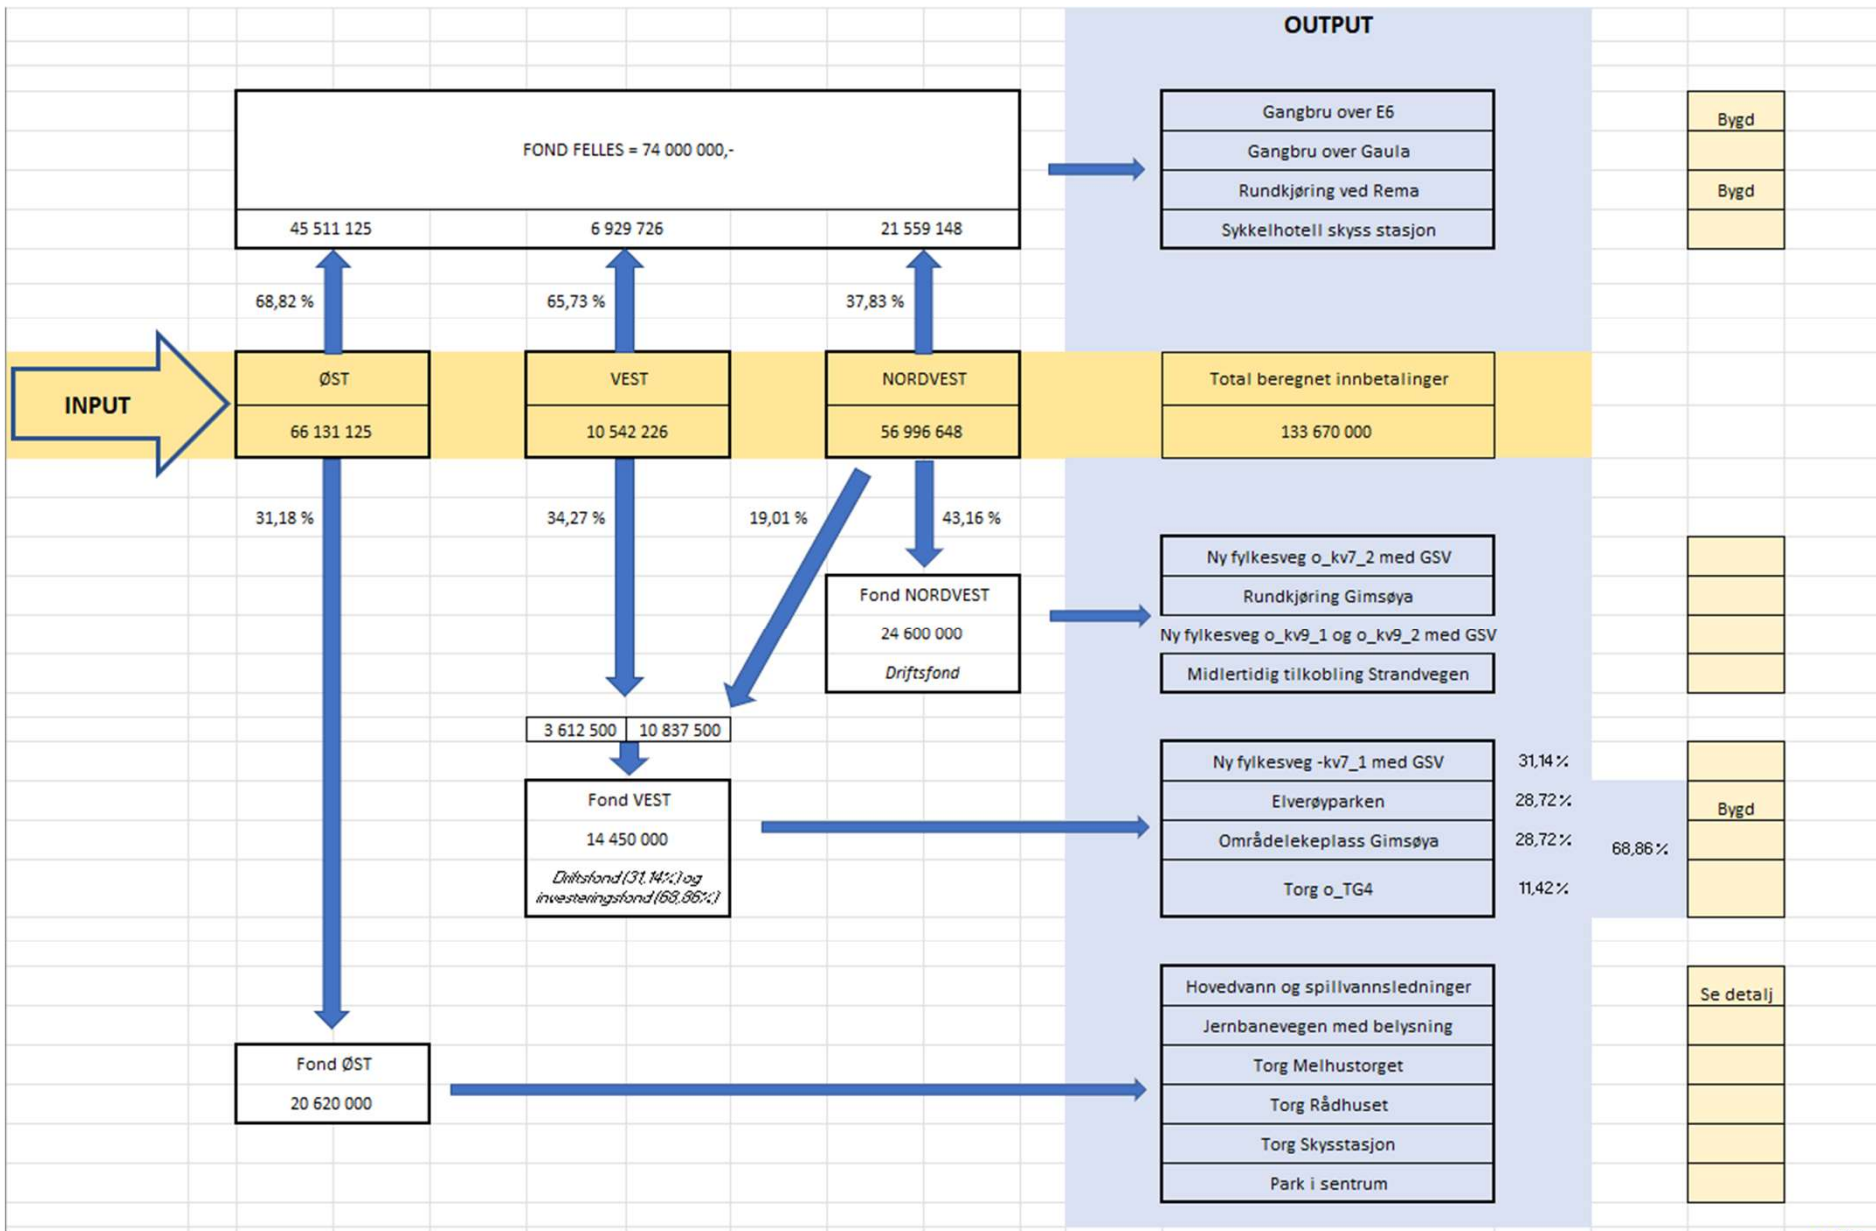 OUTPUT
FOND FELLES = 74 000 000,-
45 511 125 6 929 726 21 559 148
Gangbru over E6 Bygd
Gangbru over Gaula
Rundkjøring ved Rema Bygd
Sykkelhotell skyss stasjon
68,82 % 65,73 % 37,83 %
INPUT
ØST VEST NORDVEST Total beregnet innbetalinger
66 131 125 10 542 226 56 996 648 133 670 000
31,18 % 34,27 % 19,01 % 43,16 %
Fond NORDVEST
24 600 000
Driftsfond
Ny fylkesveg o_kv7_2 med GSV
Rundkjøring Gimsøya
Ny fylkesveg o_kv9_1 og o_kv9_2 med GSV
Midlertidig tilkobling Strandvegen
3 612 500 10 837 500
Fond VEST
14 450 000
Driftsfond (31,14%) og
investeringsfond (68,86%)
Ny fylkesveg -kv7_1 med GSV 31,14%
Elverøyparken 28,72% Bygd
Områdelekeplass Gimsøya 28,72% 68,86%
Torg o_TG4 11,42%
Fond ØST
20 620 000
Hovedvann og spillvannsledninger Se detalj
Jernbanevegen med belysning
Torg Melhustorget
Torg Rådhuset
Torg Skysstasjon
Park i sentrum